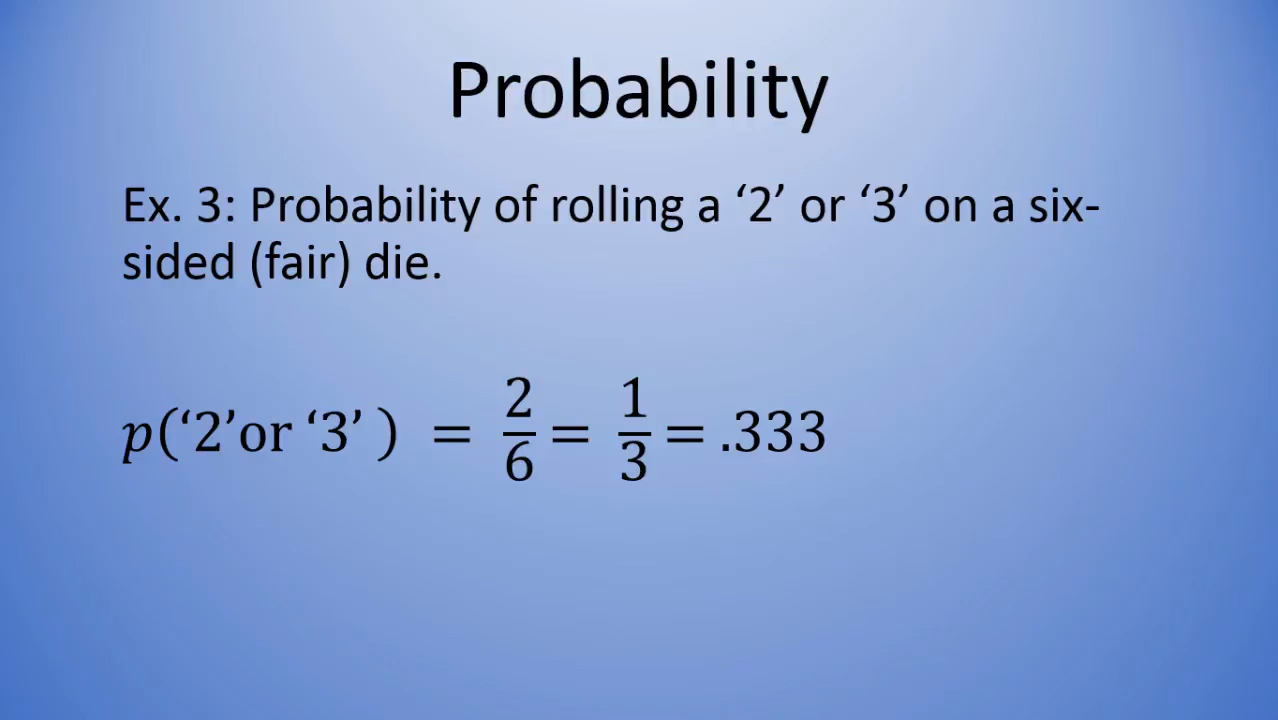 Probability
Ex. 3: Probability of rolling a ‘2’ or ‘3’ on a six-
sided (fair) die.
p(‘2’or ‘3’ ) = 2/6 = 1/3 = .333